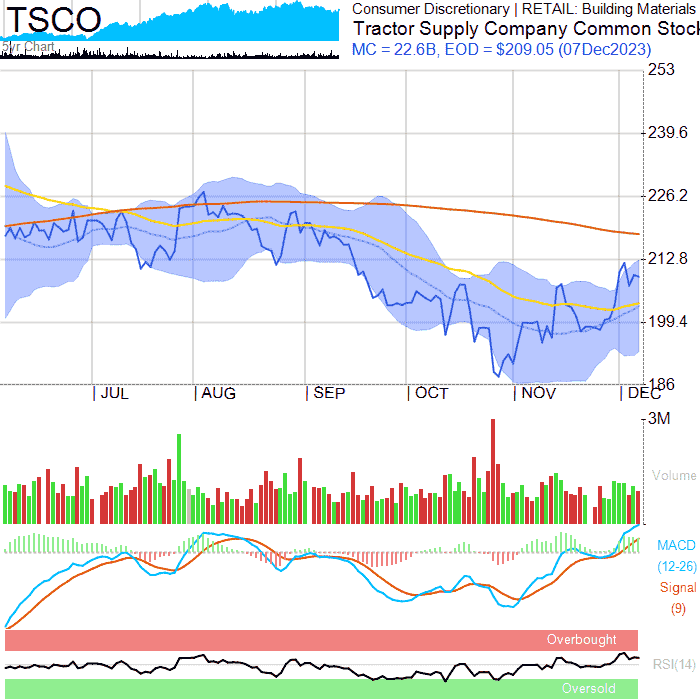 TSCO
5yr Chart
Consumer Discretionary | RETAIL: Building Materials
Tractor Supply Company Common Stock
MC = 22.6B, EOD = $209.05 (07Dec2023)
253
239.6
226.2
212.8
199.4
186
JUL AUG SEP OCT NOV DEC
3M
Volume
MACD
(12-26)
Signal
(9)
Overbought
RSI(14)
Oversold